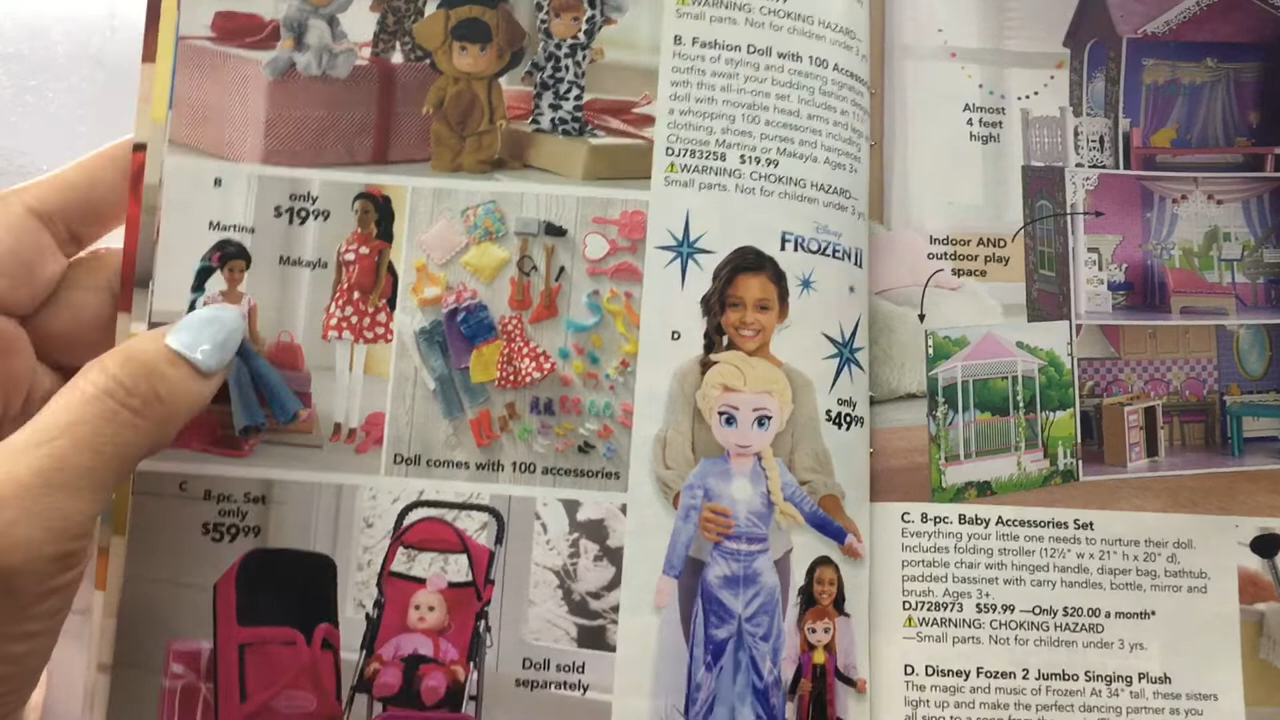 WARNING: CHOKING HAZARD—
Small parts. Not for children under 3
B. Fashion Doll with 100
Hours of styling and creating signature
outfits await your budding fashion
with this all-in-one set. Includes an
doll with movable head, arms and
a whopping 100 accessories including
clothing, shoes, purses and hairpieces.
Choose Martina or Makayla. Ages 3+
DJ783258 $19.99
WARNING: CHOKING HAZARD—
Small parts. Not for children under 3
Almost
4 feet
high!
B
only
$19.99
Martina
Makayla
Doll comes with 100 accessories
Disney
FROZEN II
D
only
$49.99
Indoor AND
outdoor play
space
C
8-pc. Set
only
$59.99
Doll sold
separately
C. 8-pc. Baby Accessories Set
Everything your little one needs to nurture their doll.
Includes folding stroller (12½" w x 21" h x 20" d),
portable chair with hinged handle, diaper bag, bathtub,
padded bassinet with carry handles, bottle, mirror and
brush. Ages 3+.
DJ728973 $59.99 —Only $20.00 a month*
WARNING: CHOKING HAZARD
—Small parts. Not for children under 3 yrs.
D. Disney Fozen 2 Jumbo Singing Plush
The magic and music of Frozen! At 34" tall, these sisters
light up and make the perfect dancing partner as you
all sing to a song from the